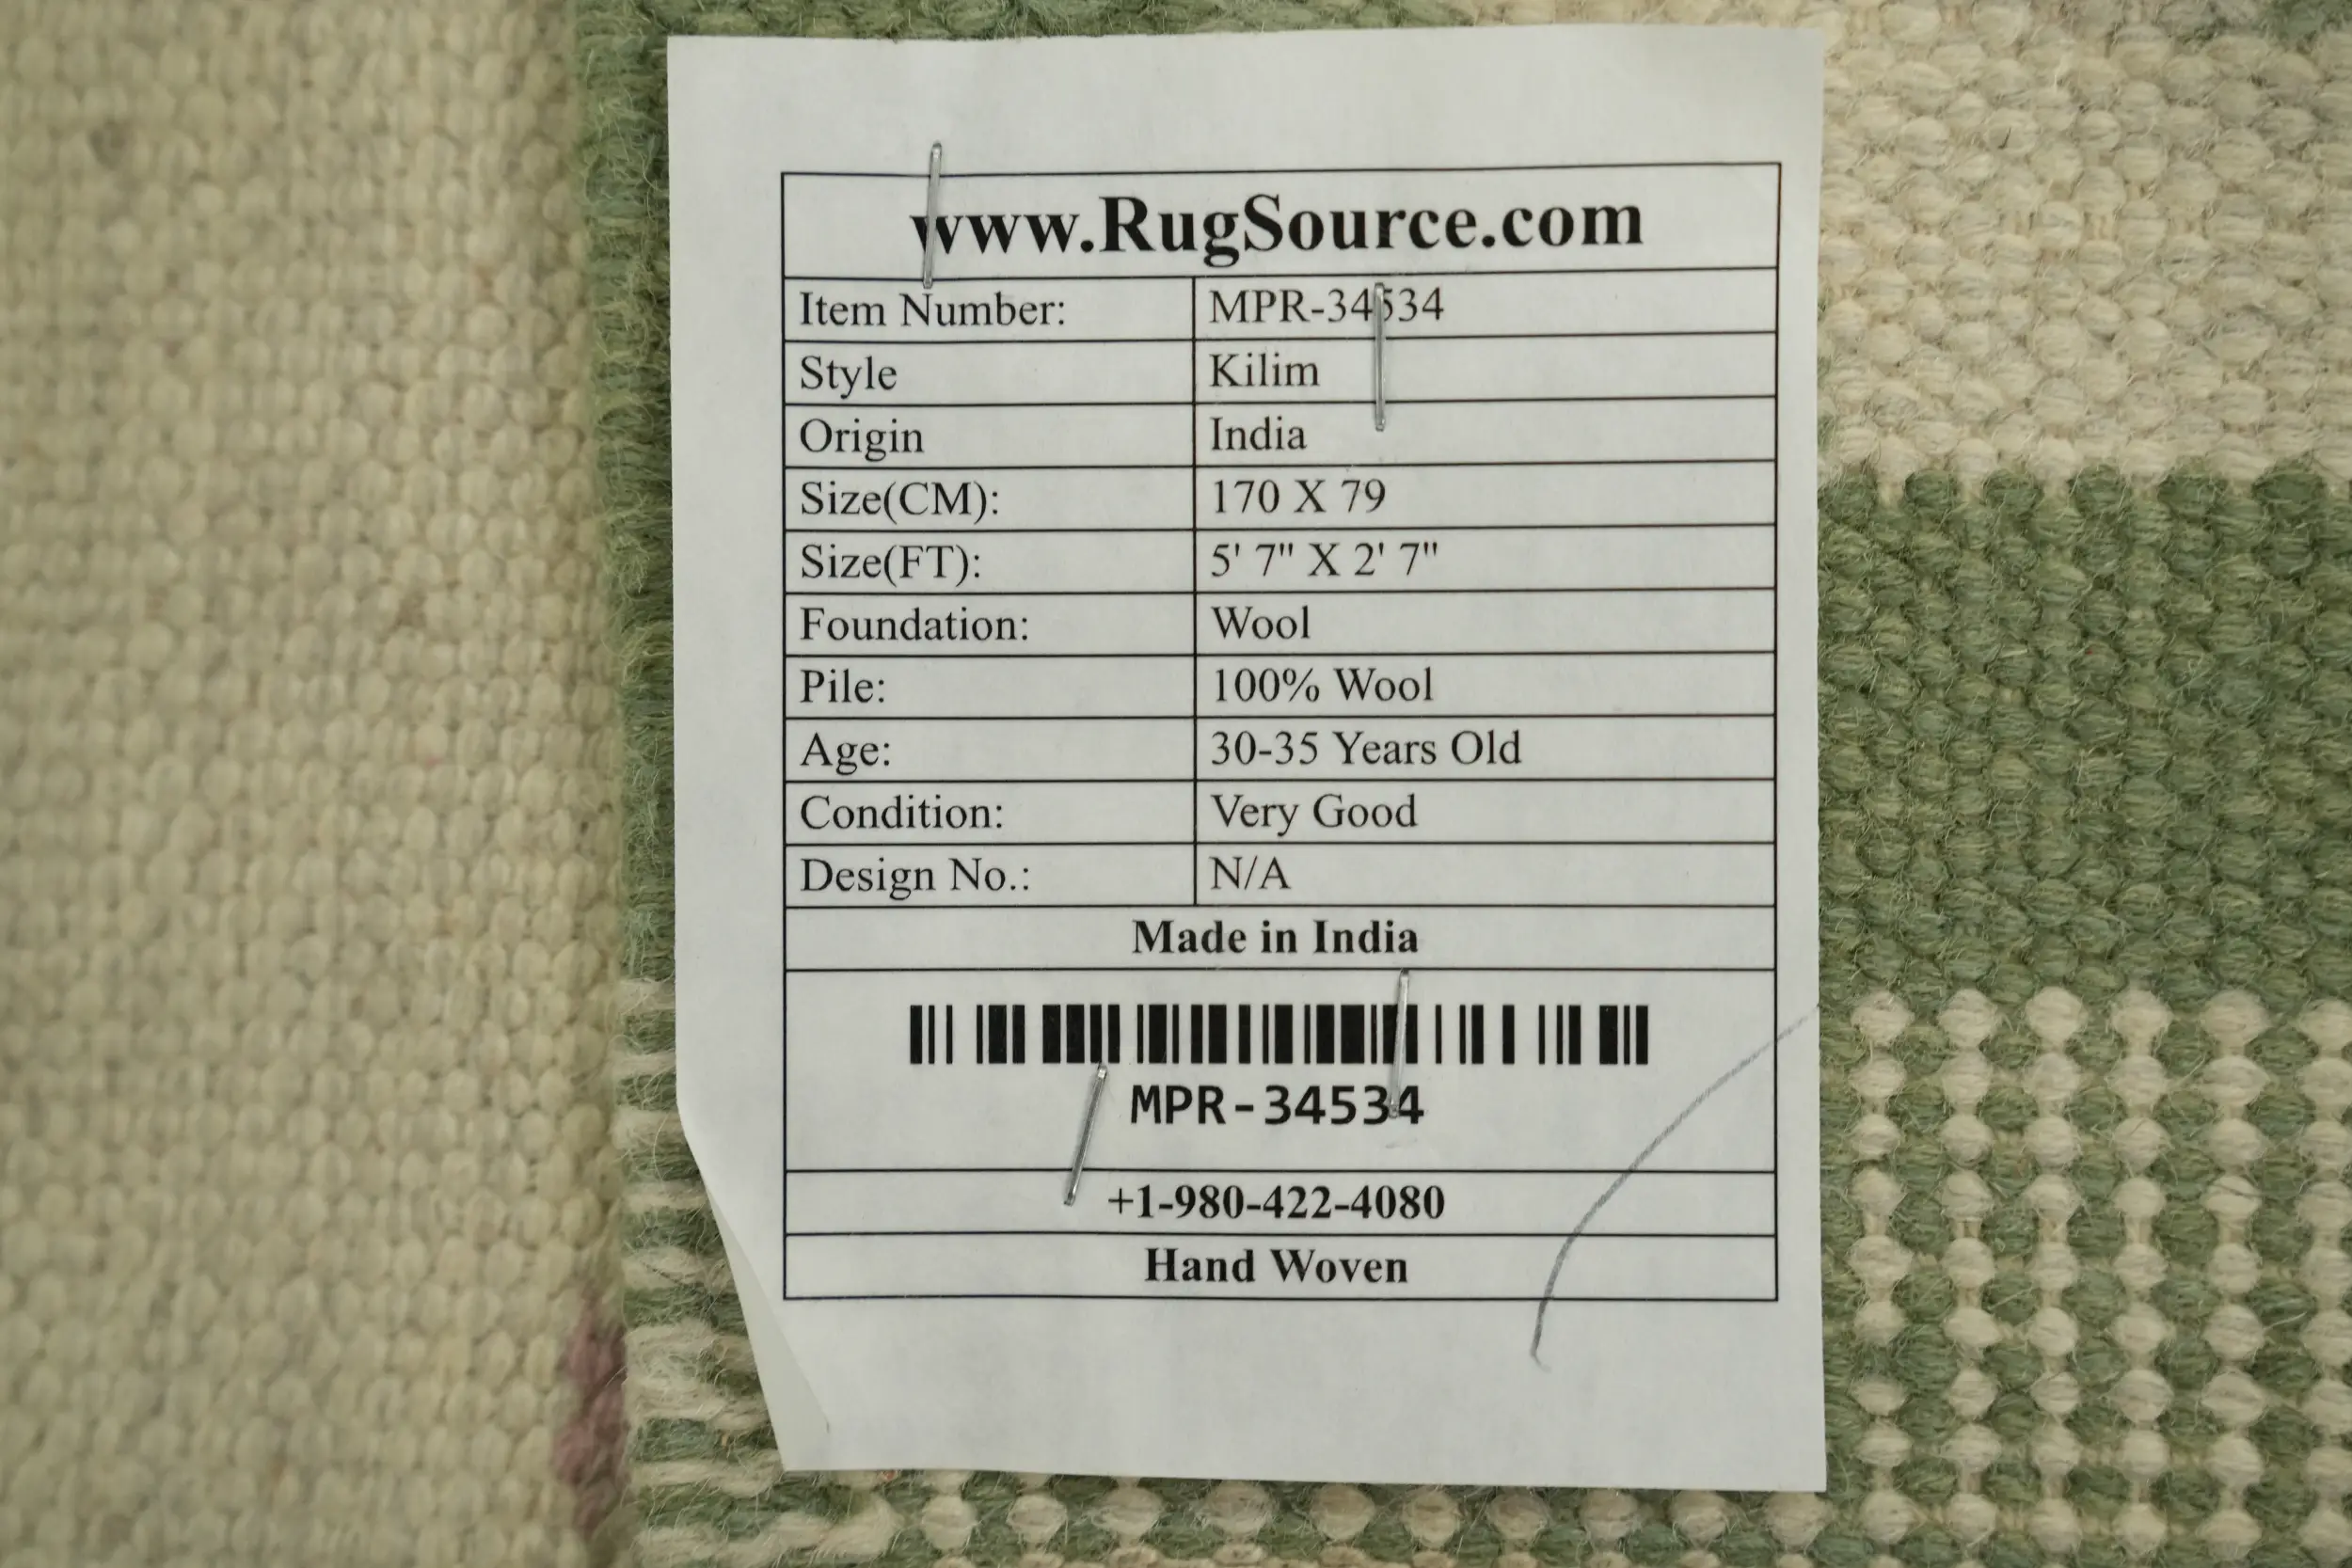 www.RugSource.com
Item Number: MPR-34534
Style Kilim
Origin India
Size(CM): 170 X 79
Size(FT): 5' 7" X 2' 7"
Foundation: Wool
Pile: 100% Wool
Age: 30-35 Years Old
Condition: Very Good
Design No.: N/A
Made in India
MPR-34534
+1-980-422-4080
Hand Woven